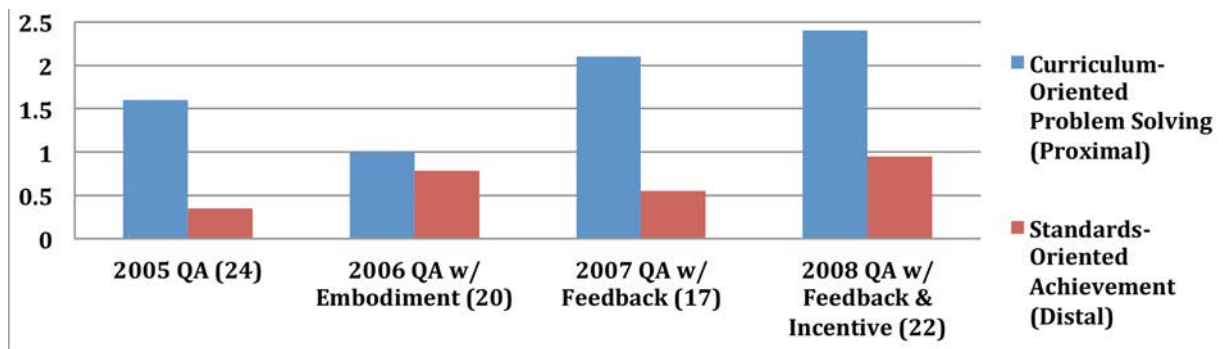 2.5
2
1.5
1
0.5
0
2005 QA (24)
2006 QA w/
Embodiment (20)
2007 QA w/
Feedback (17)
2008 QA w/
Feedback &
Incentive (22)
Curriculum-
Oriented
Problem Solving
(Proximal)
Standards-
Oriented
Achievement
(Distal)